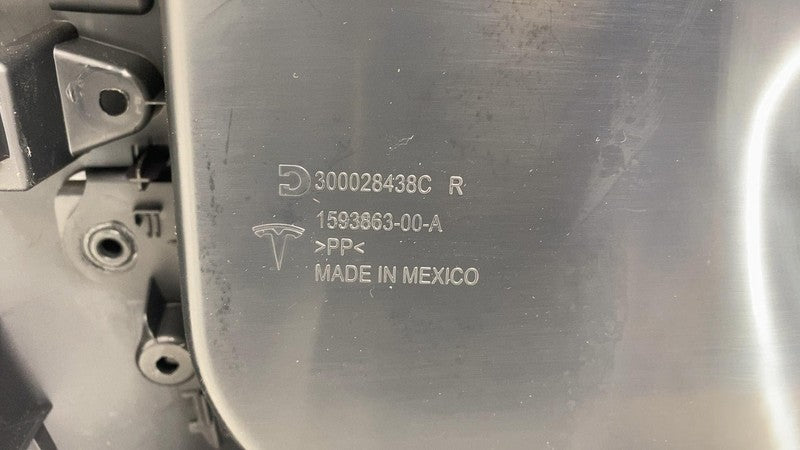 300028438C R
1593863-00-A
>PP<
MADE IN MEXICO